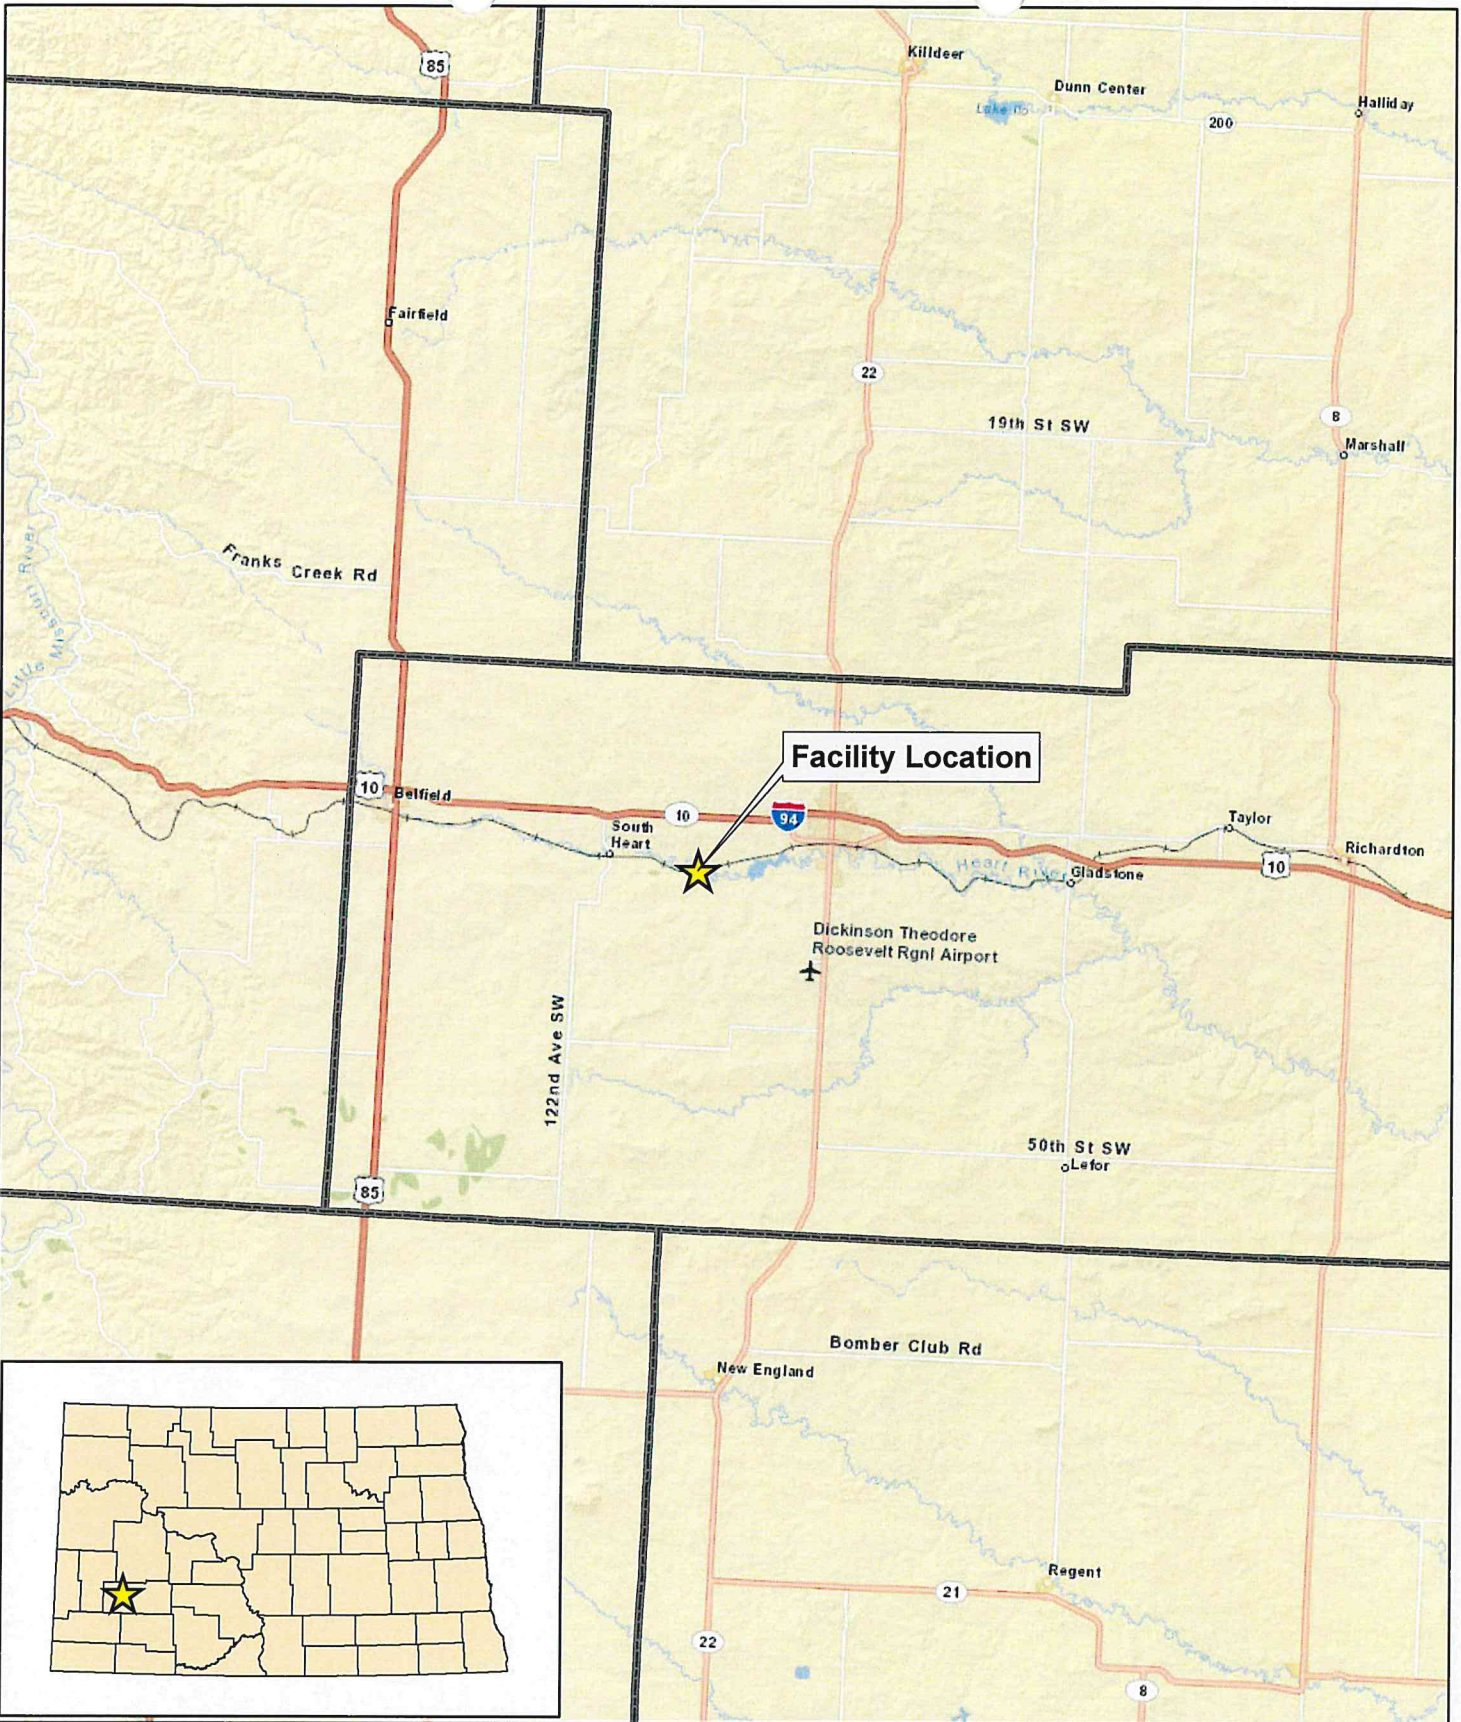 85
Killdeer
Dunn Center
Halliday
200
Fairfield
22
8
19th St SW
Marshall
Little Missouri River
Franks Creek Rd
Facility Location
10
Belfield
10
94
South
Heart
Taylor
Richardton
10
Heart River
Gladstone
Dickinson Theodore
Roosevelt Rgnl Airport
122nd Ave SW
50th St SW
Lefor
85
Bomber Club Rd
New England
Regent
21
22
8